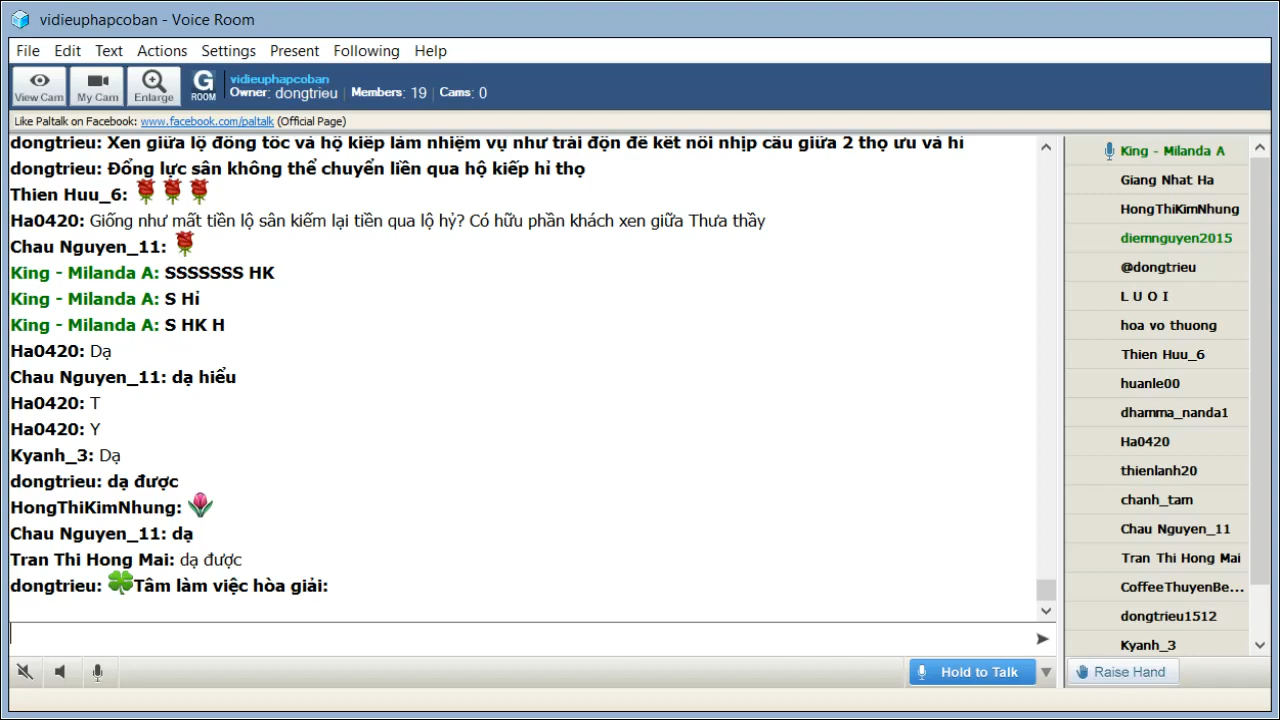 vidieuphapcoban - Voice Room
File Edit Text Actions Settings Present Following Help
View Cam My Cam Enlarge G ROOM vidieuphapcoban
Owner: dongtrieu | Members: 19 | Cams: 0
Like Paltalk on Facebook: www.facebook.com/paltalk (Official Page)
dongtrieu: Xen giữa lộ đồng tốc và hộ kiếp làm nhiệm vụ như trái độn để kết nối nhịp cầu giữa 2 thọ ưu và hỉ
dongtrieu: Đổng lực sân không thể chuyển liền qua hộ kiếp hỉ thọ
Thien Huu_6:
Ha0420: Giống như mất tiền lộ sân kiếm lại tiền qua lộ hỷ? Có hữu phần khách xen giữa Thưa thầy
Chau Nguyen_11:
King - Milanda A: SSSSSSS HK
King - Milanda A: S Hỉ
King - Milanda A: S HK H
Ha0420: Dạ
Chau Nguyen_11: dạ hiểu
Ha0420: T
Ha0420: Y
Kyanh_3: Dạ
dongtrieu: dạ được
HongThiKimNhung:
Chau Nguyen_11: dạ
Tran Thi Hong Mai: dạ được
dongtrieu: Tâm làm việc hòa giải:
King - Milanda A
Giang Nhat Ha
HongThiKimNhung
diemnguyen2015
@dongtrieu
L U O I
hoa vo thuong
Thien Huu_6
huanle00
dhamma_nanda1
Ha0420
thienlanh20
chanh_tam
Chau Nguyen_11
Tran Thi Hong Mai
CoffeeThuyenBe...
dongtrieu1512
Kyanh_3
Hold to Talk
Raise Hand